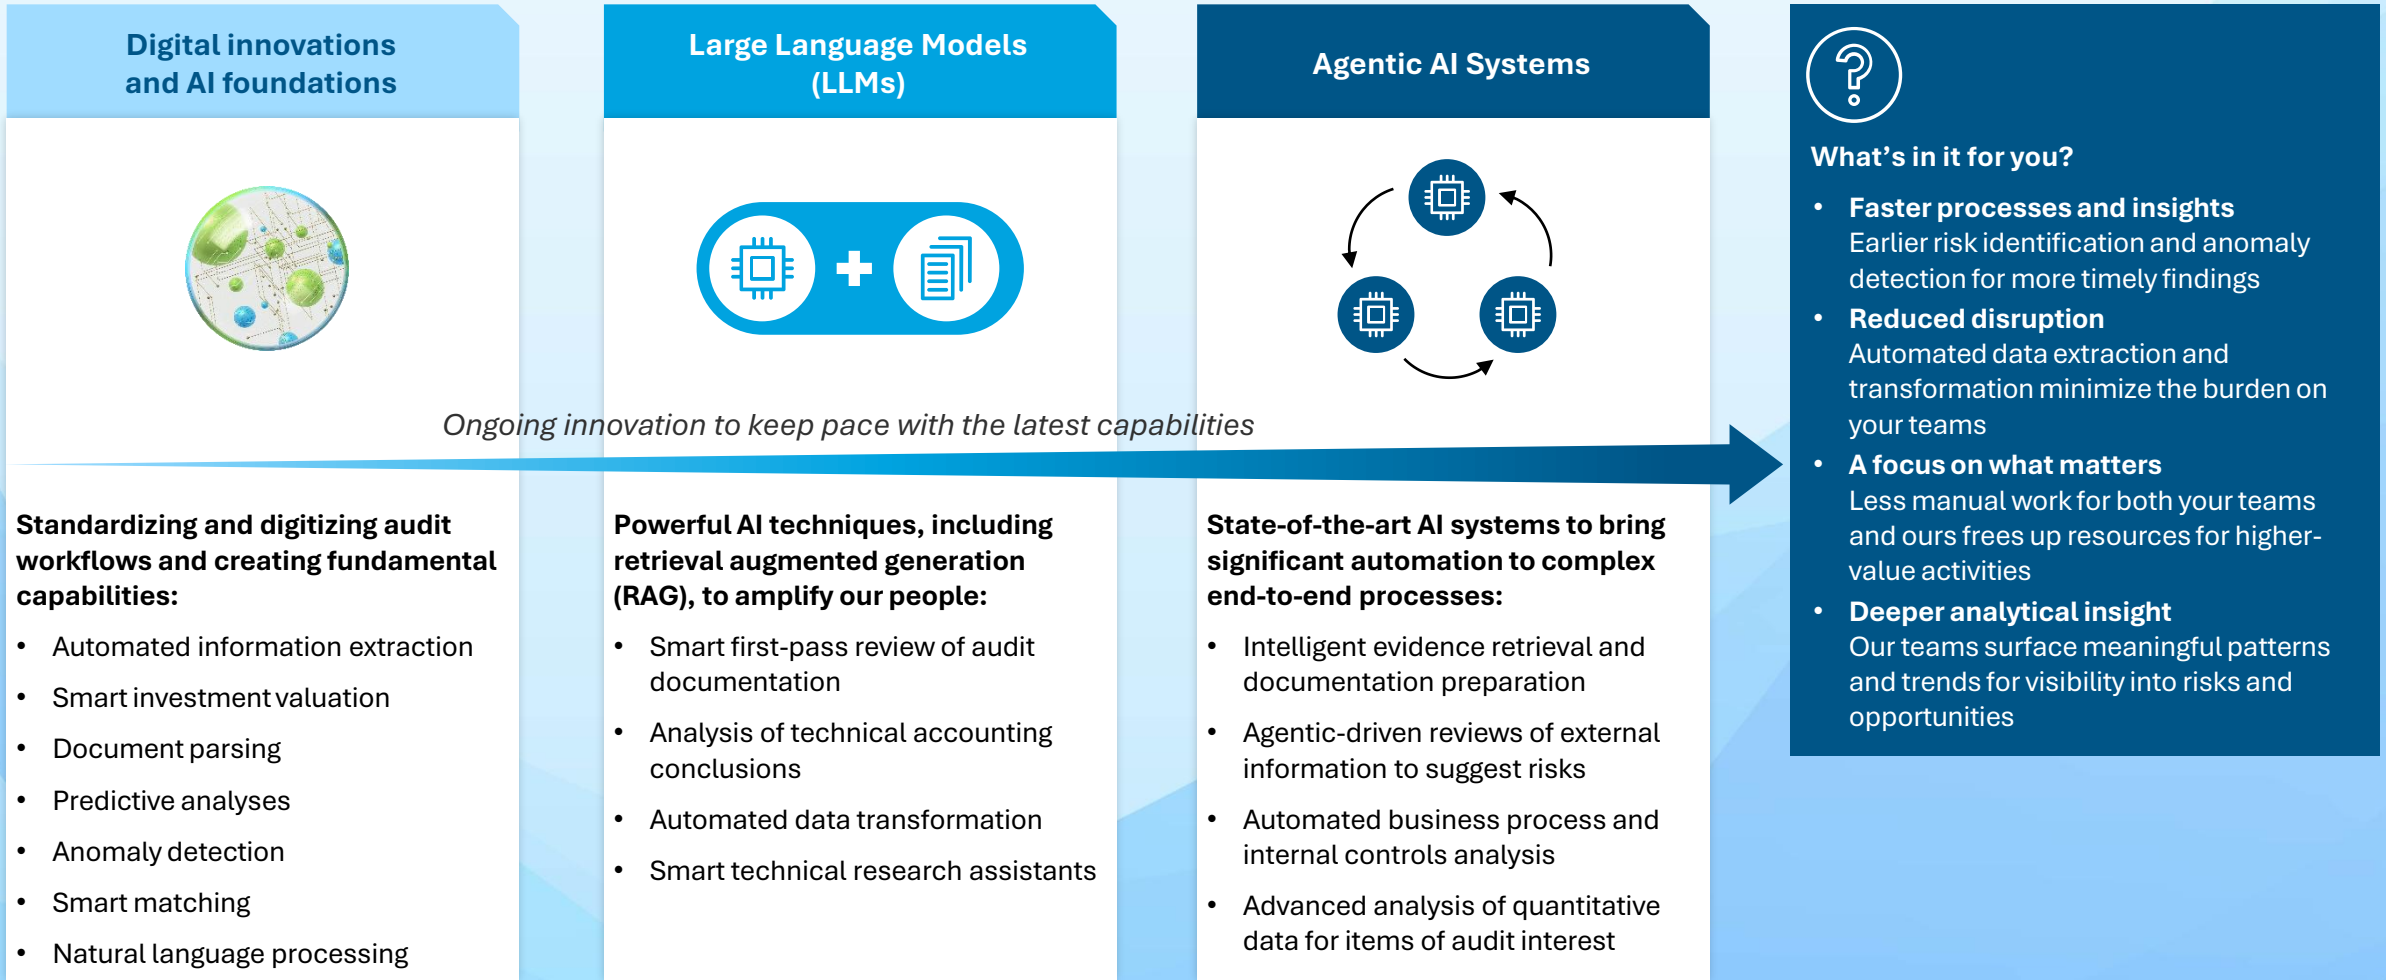 Digital innovations
and AI foundations
Large Language Models
(LLMs)
Agentic AI Systems
Ongoing innovation to keep pace with the latest capabilities
Standardizing and digitizing audit
workflows and creating fundamental
capabilities:
• Automated information extraction
• Smart investment valuation
• Document parsing
• Predictive analyses
• Anomaly detection
• Smart matching
• Natural language processing
Powerful AI techniques, including
retrieval augmented generation
(RAG), to amplify our people:
• Smart first-pass review of audit
documentation
• Analysis of technical accounting
conclusions
• Automated data transformation
• Smart technical research assistants
State-of-the-art AI systems to bring
significant automation to complex
end-to-end processes:
• Intelligent evidence retrieval and
documentation preparation
• Agentic-driven reviews of external
information to suggest risks
• Automated business process and
internal controls analysis
• Advanced analysis of quantitative
data for items of audit interest
What's in it for you?
• Faster processes and insights
Earlier risk identification and anomaly
detection for more timely findings
• Reduced disruption
Automated data extraction and
transformation minimize the burden on
your teams
• A focus on what matters
Less manual work for both your teams
and ours frees up resources for higher-
value activities
• Deeper analytical insight
Our teams surface meaningful patterns
and trends for visibility into risks and
opportunities